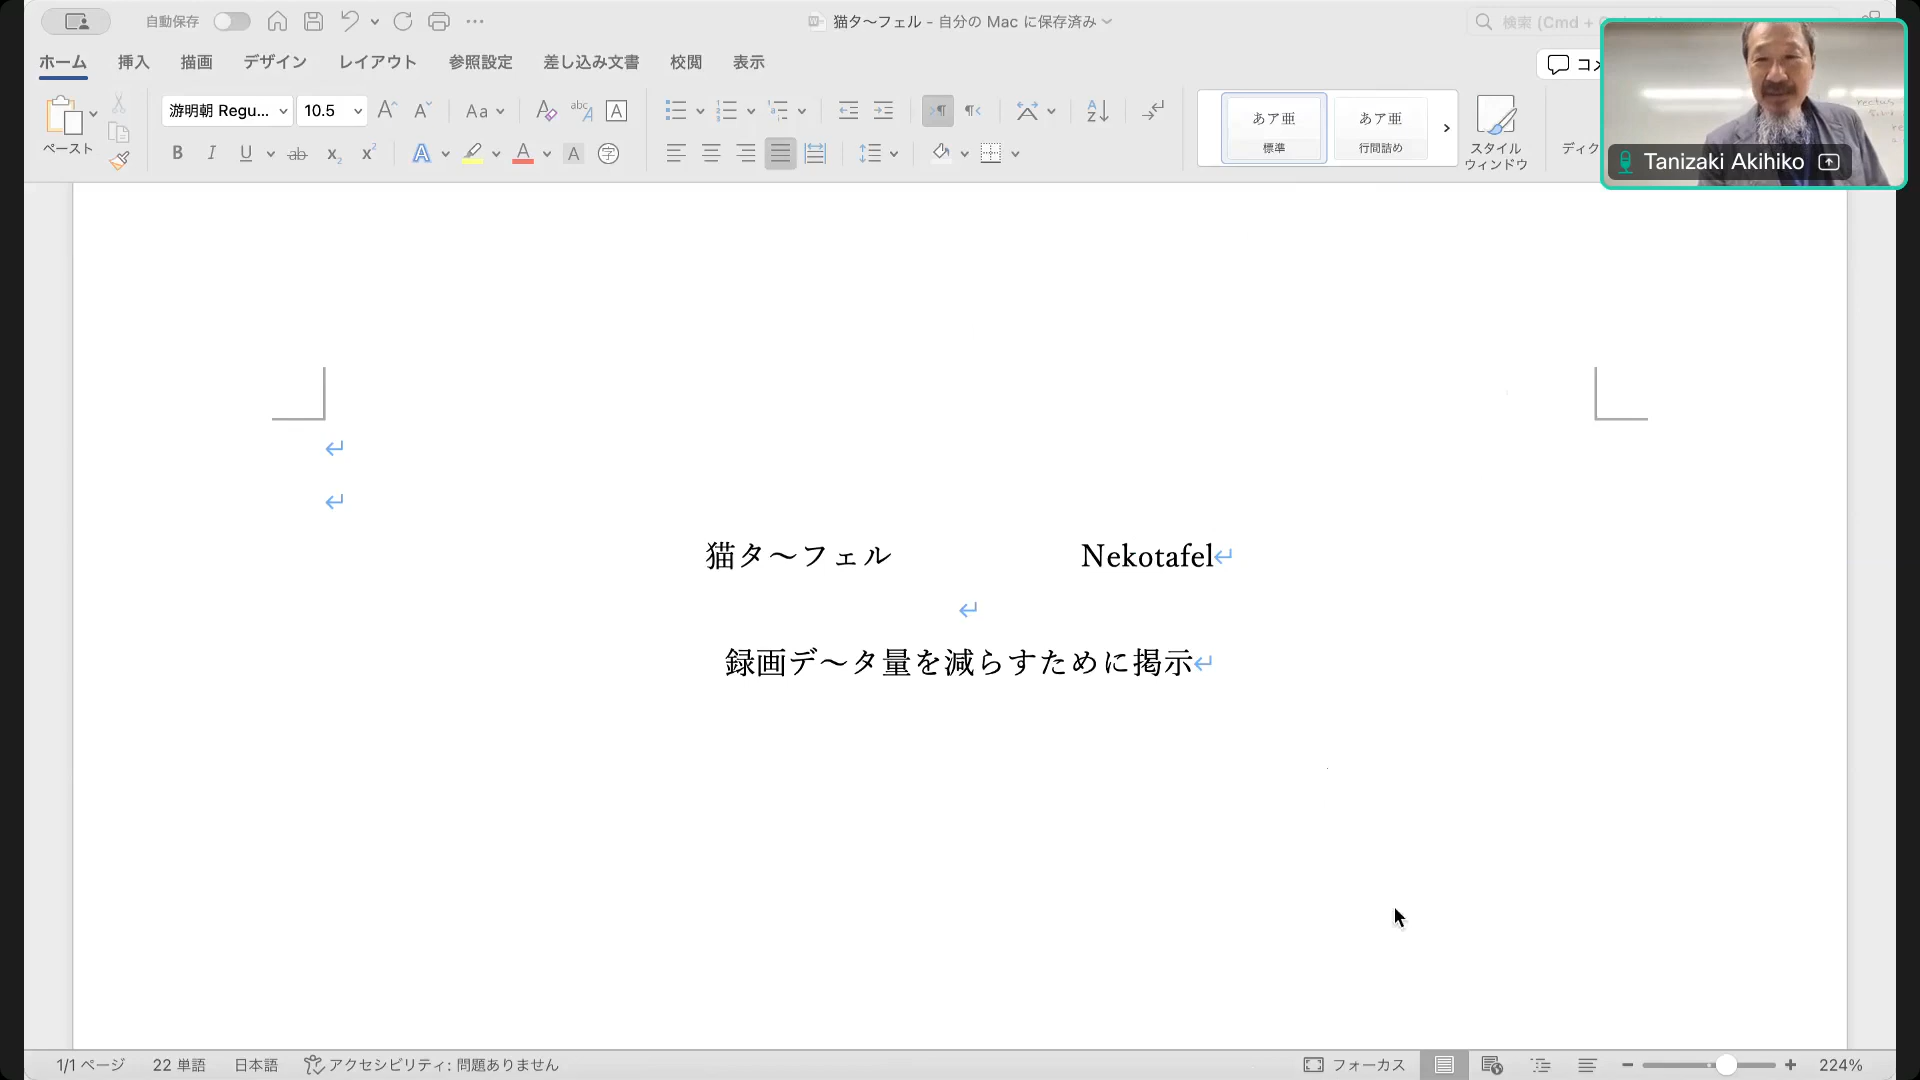 自動保存
猫タ〜フェル - 自分の Mac に保存済み
検索 (Cmd +
ホーム 挿入 描画 デザイン レイアウト 参照設定 差し込み文書 校閲 表示
ペースト
游明朝 Regu... 10.5
あア亜
標準
あア亜
行間詰め
スタイル
ウィンドウ
ディク
Tanizaki Akihiko
猫タ〜フェル Nekotafel
録画デ〜タ量を減らすために掲示
1/1 ページ 22 単語 日本語 アクセシビリティ: 問題ありません フォーカス 224%